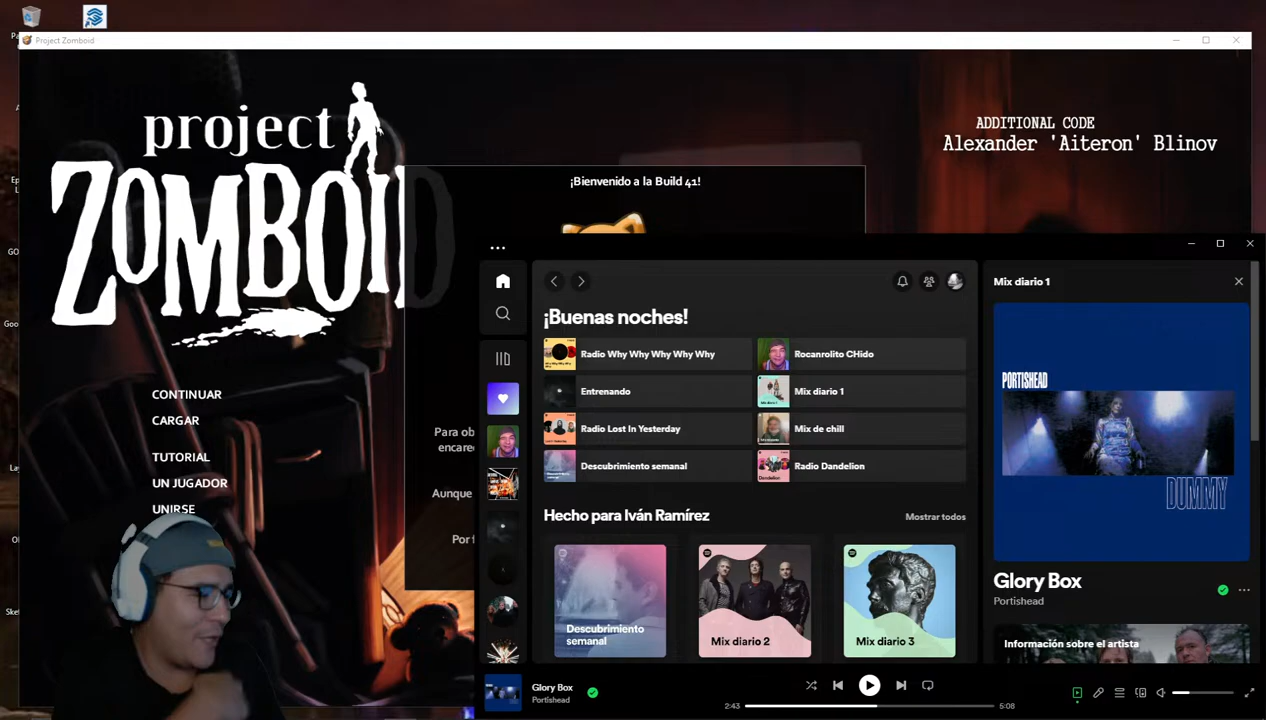 Project Zomboid
project
ZOMBOID
ADDITIONAL CODE
Alexander 'Aiteron' Blinov
¡Bienvenido a la Build 41!
CONTINUAR
CARGAR
TUTORIAL
UN JUGADOR
UNIRSE
Para ob
encare
Aunque
Por f
¡Buenas noches!
Radio Why Why Why Why Why
Rocanrolito CHido
Entrenando
Mix diario 1
Radio Lost In Yesterday
Mix de chill
Descubrimiento semanal
Radio Dandelion
Hecho para Iván Ramírez
Mostrar todos
Descubrimiento
semanal
Mix diario 2
Mix diario 3
Mix diario 1
PORTISHEAD
DUMMY
Glory Box
Portishead
Información sobre el artista
Glory Box
Portishead
2:43
5:08